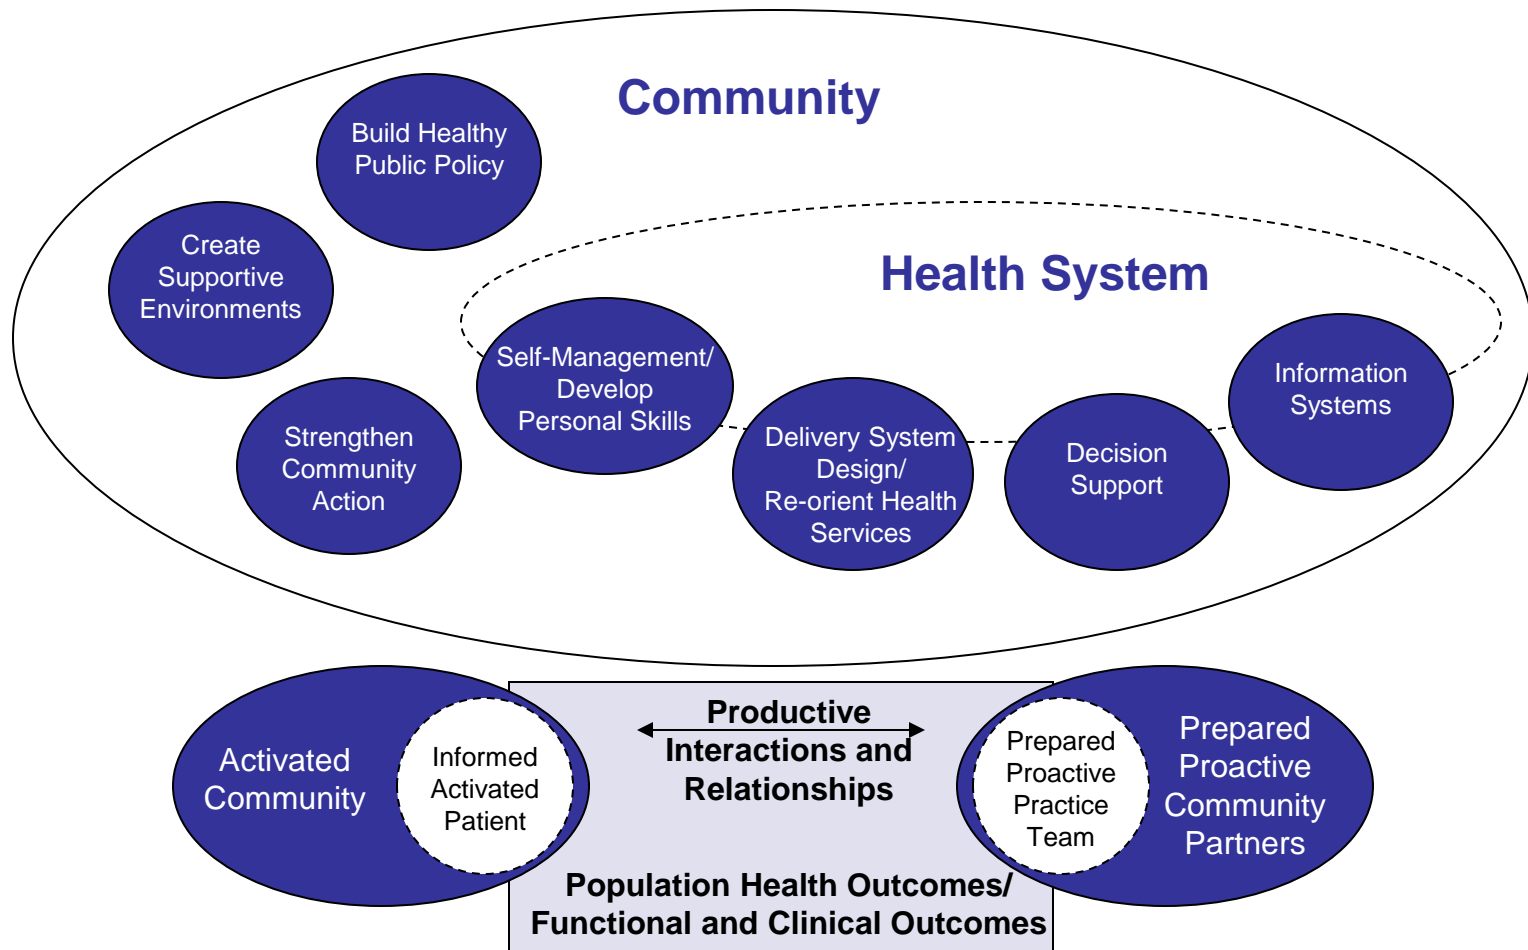 Community
Build Healthy
Public Policy
Create
Supportive
Environments
Health System
Self-Management/
Develop
Personal Skills
Information
Systems
Strengthen
Community
Action
Delivery System
Design/
Re-orient Health
Services
Decision
Support
Activated
Community
Informed
Activated
Patient
Productive
Interactions and
Relationships
Prepared
Proactive
Practice
Team
Prepared
Proactive
Community
Partners
Population Health Outcomes/
Functional and Clinical Outcomes